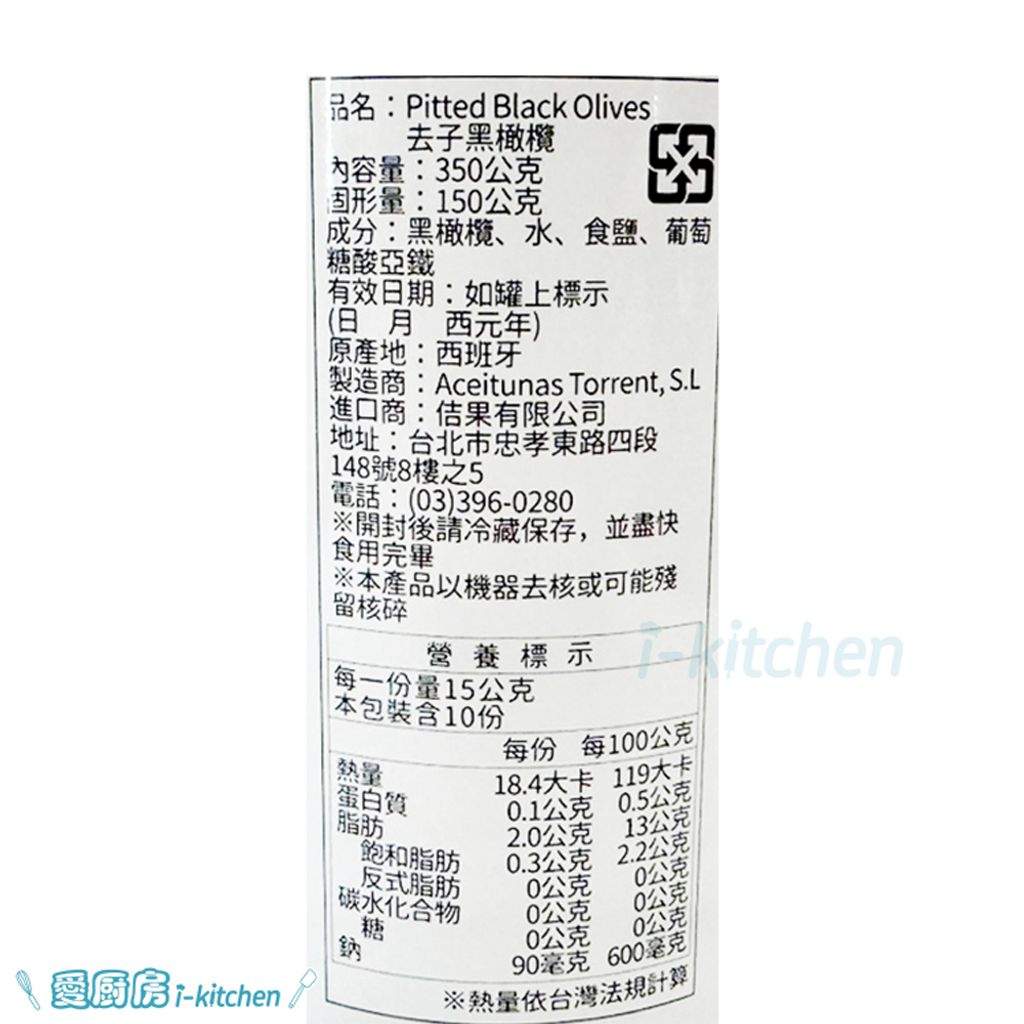 品名：Pitted Black Olives
去子黑橄欖
內容量：350公克
固形量：150公克
成分：黑橄欖、水、食鹽、葡萄
糖酸亞鐵
有效日期：如罐上標示
(日 月 西元年)
原產地：西班牙
製造商：Aceitunas Torrent, S.L
進口商：佶果有限公司
地址：台北市忠孝東路四段
148號8樓之5
電話：(03)396-0280
※開封後請冷藏保存，並盡快
食用完畢
※本產品以機器去核或可能殘
留核碎
i-kitchen
營養標示
每一份量15公克
本包裝含10份
每份 每100公克
熱量 18.4大卡 119大卡
蛋白質 0.1公克 0.5公克
脂肪 2.0公克 13公克
飽和脂肪 0.3公克 2.2公克
反式脂肪 0公克 0公克
碳水化合物 0公克 0公克
糖 0公克 0公克
鈉 90毫克 600毫克
※熱量依台灣法規計算
愛廚房 i-kitchen